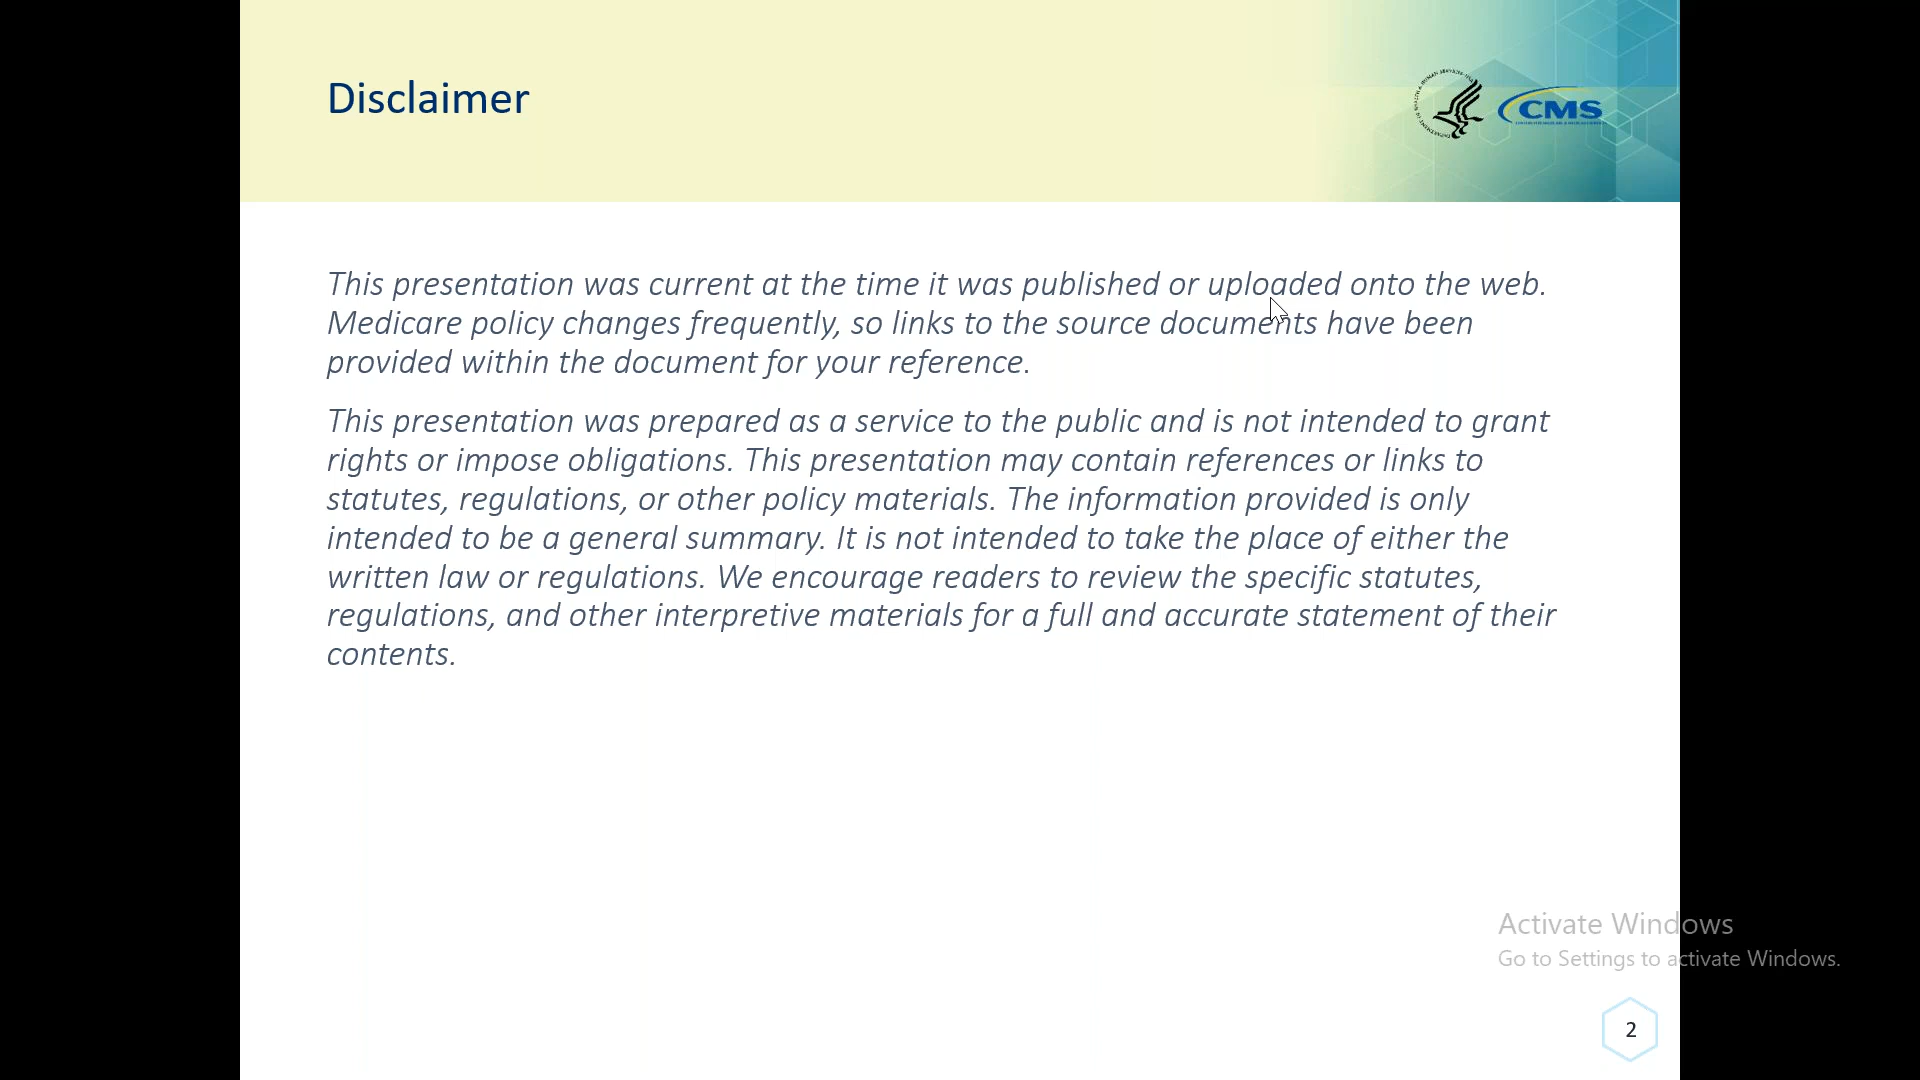 Disclaimer
CMS
This presentation was current at the time it was published or uploaded onto the web.
Medicare policy changes frequently, so links to the source documents have been
provided within the document for your reference.
This presentation was prepared as a service to the public and is not intended to grant
rights or impose obligations. This presentation may contain references or links to
statutes, regulations, or other policy materials. The information provided is only
intended to be a general summary. It is not intended to take the place of either the
written law or regulations. We encourage readers to review the specific statutes,
regulations, and other interpretive materials for a full and accurate statement of their
contents.
Activate Windows
Go to Settings to activate Windows.
2